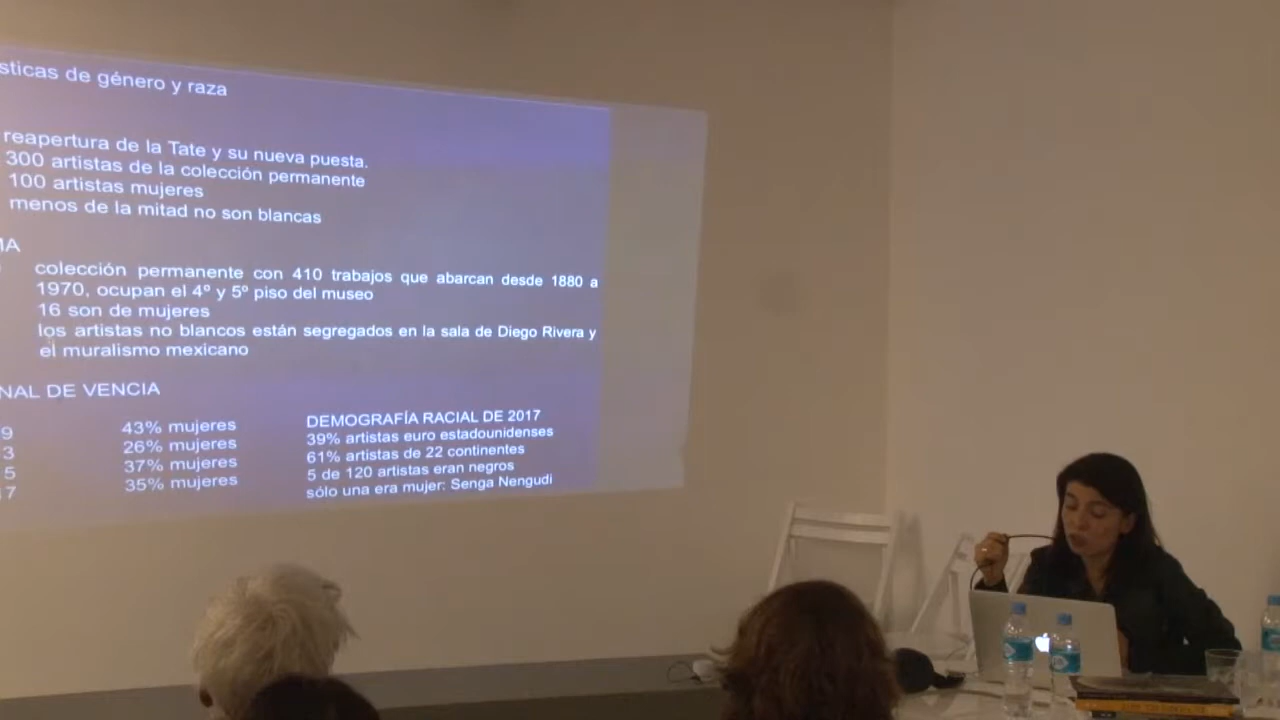 sticas de género y raza
reapertura de la Tate y su nueva puesta.
300 artistas de la colección permanente
100 artistas mujeres
menos de la mitad no son blancas
MA
colección permanente con 410 trabajos que abarcan desde 1880 a
1970, ocupan el 4º y 5º piso del museo
16 son de mujeres
los artistas no blancos están segregados en la sala de Diego Rivera y
el muralismo mexicano
NAL DE VENCIA
9 43% mujeres
3 26% mujeres
5 37% mujeres
17 35% mujeres
DEMOGRAFÍA RACIAL DE 2017
39% artistas euro estadounidenses
61% artistas de 22 continentes
5 de 120 artistas eran negros
sólo una era mujer: Senga Nengudi